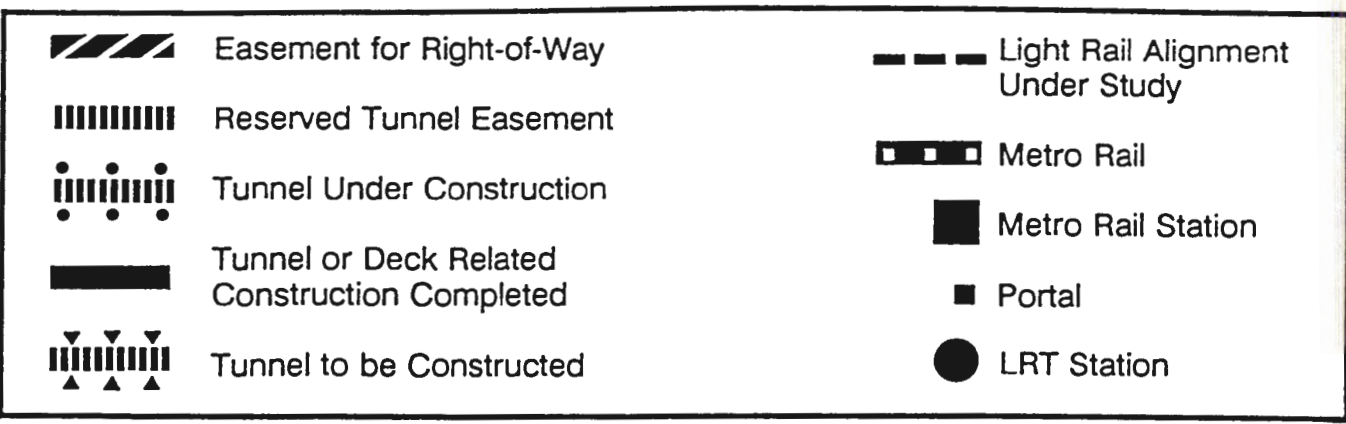 Easement for Right-of-Way
Reserved Tunnel Easement
Tunnel Under Construction
Tunnel or Deck Related
Construction Completed
Tunnel to be Constructed
Light Rail Alignment
Under Study
Metro Rail
Metro Rail Station
Portal
LRT Station